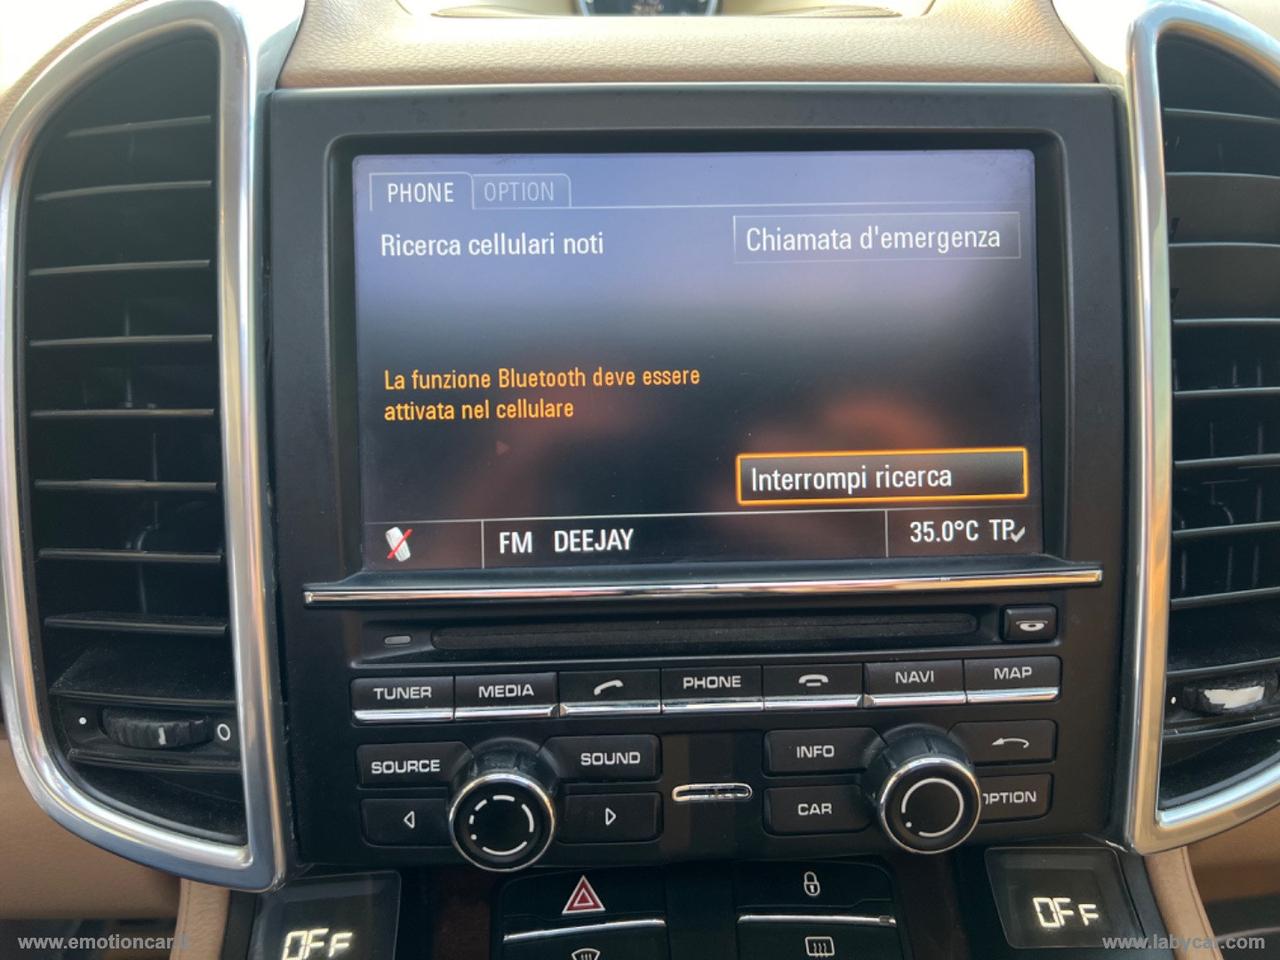 PHONE OPTION
Ricerca cellulari noti
Chiamata d'emergenza
La funzione Bluetooth deve essere
attivata nel cellulare
Interrompi ricerca
FM DEEJAY
35.0°C TP
TUNER MEDIA PHONE NAVI MAP
SOURCE SOUND INFO
CAR OPTION
OFF OFF
www.emotioncar.it www.labycar.com